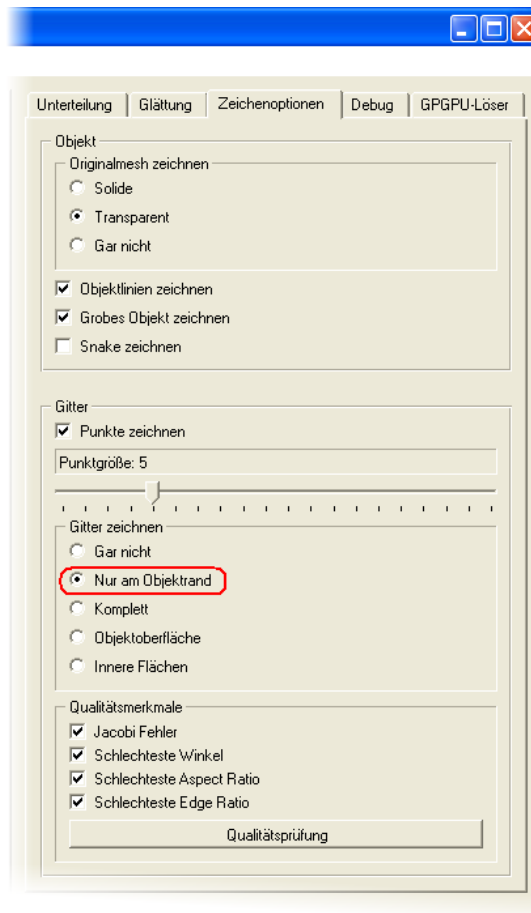 Unterteilung Glättung Zeichenoptionen Debug GPGPU-Löser
Objekt
Originalmesh zeichnen
Solide
Transparent
Gar nicht
Objektlinien zeichnen
Grobes Objekt zeichnen
Snake zeichnen
Gitter
Punkte zeichnen
Punktgröße: 5
Gitter zeichnen
Gar nicht
Nur am Objektrand
Komplett
Objektoberfläche
Innere Flächen
Qualitätsmerkmale
Jacobi Fehler
Schlechteste Winkel
Schlechteste Aspect Ratio
Schlechteste Edge Ratio
Qualitätsprüfung